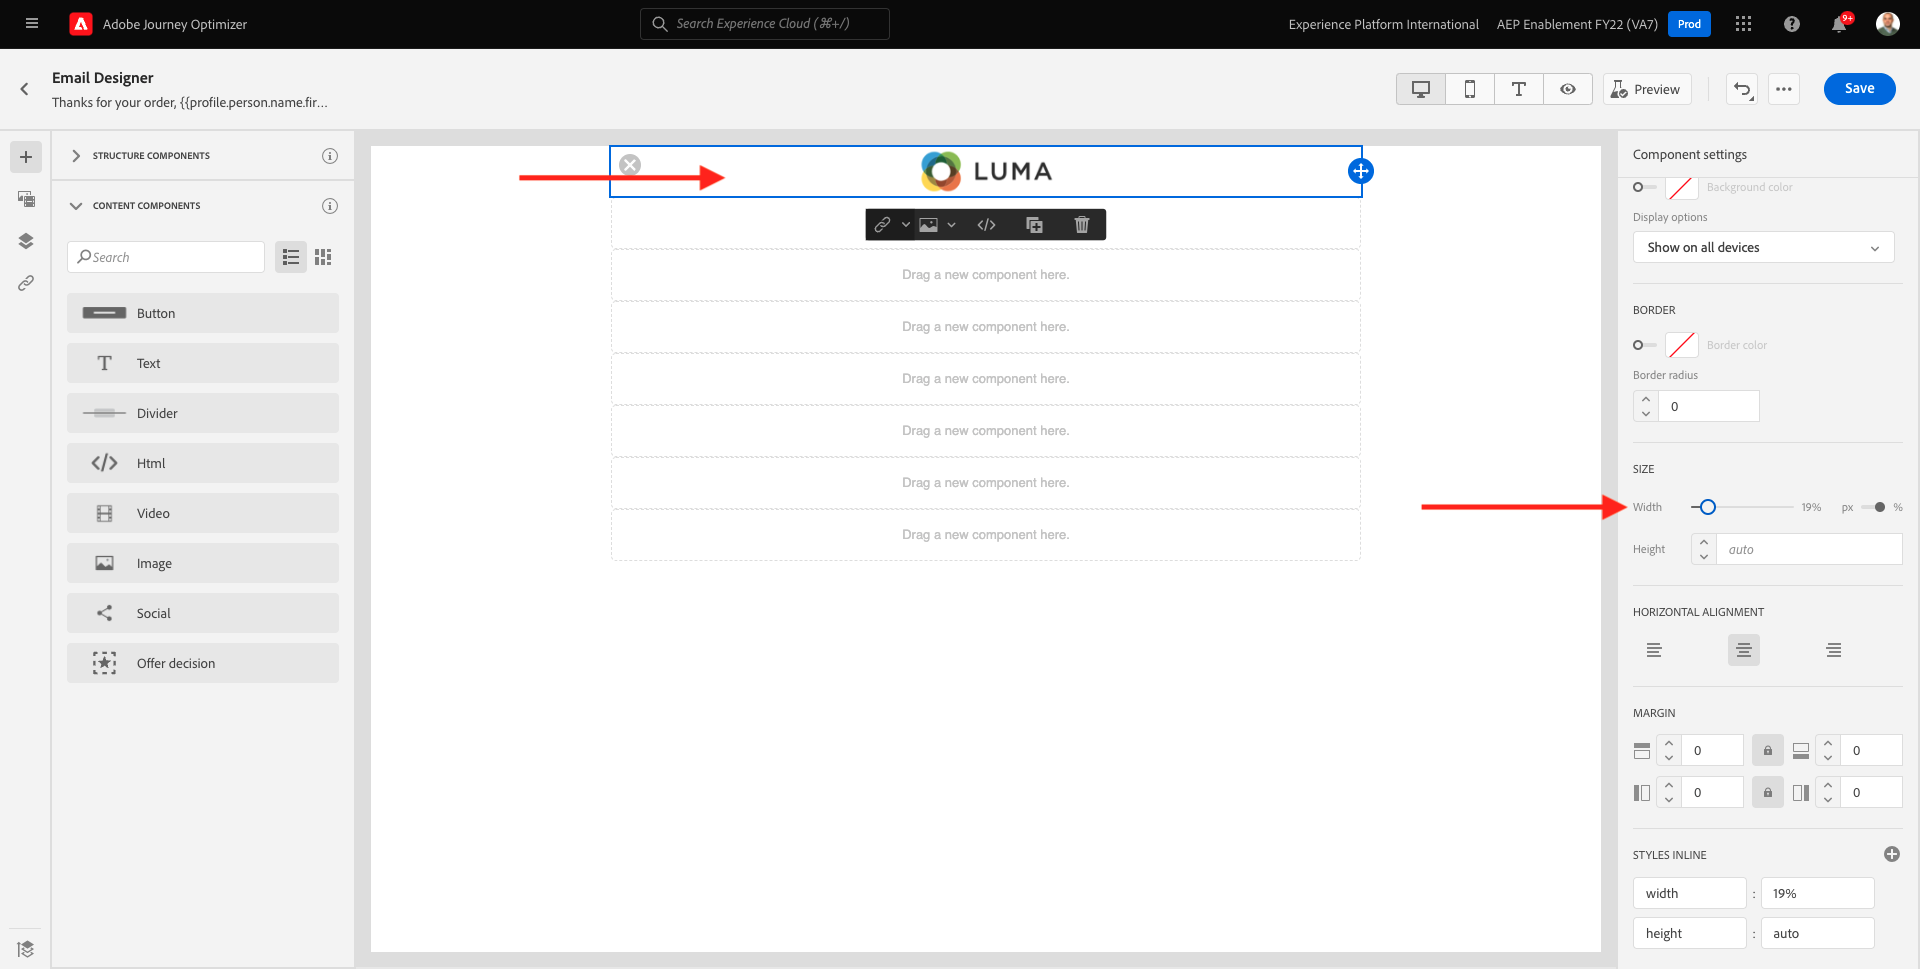 Adobe Journey Optimizer
Search Experience Cloud (⌘+/)
Experience Platform International
AEP Enablement FY22 (VA7)
Prod
9+
Email Designer
Thanks for your order, {{profile.person.name.fir...
Preview
Save
STRUCTURE COMPONENTS
CONTENT COMPONENTS
Search
Button
Text
Divider
Html
Video
Image
Social
Offer decision
LUMA
Drag a new component here.
Drag a new component here.
Drag a new component here.
Drag a new component here.
Drag a new component here.
Drag a new component here.
Component settings
Background color
Display options
Show on all devices
BORDER
Border color
Border radius
0
SIZE
Width 19% px %
Height auto
HORIZONTAL ALIGNMENT
MARGIN
0 0
0 0
STYLES INLINE
width : 19%
height : auto